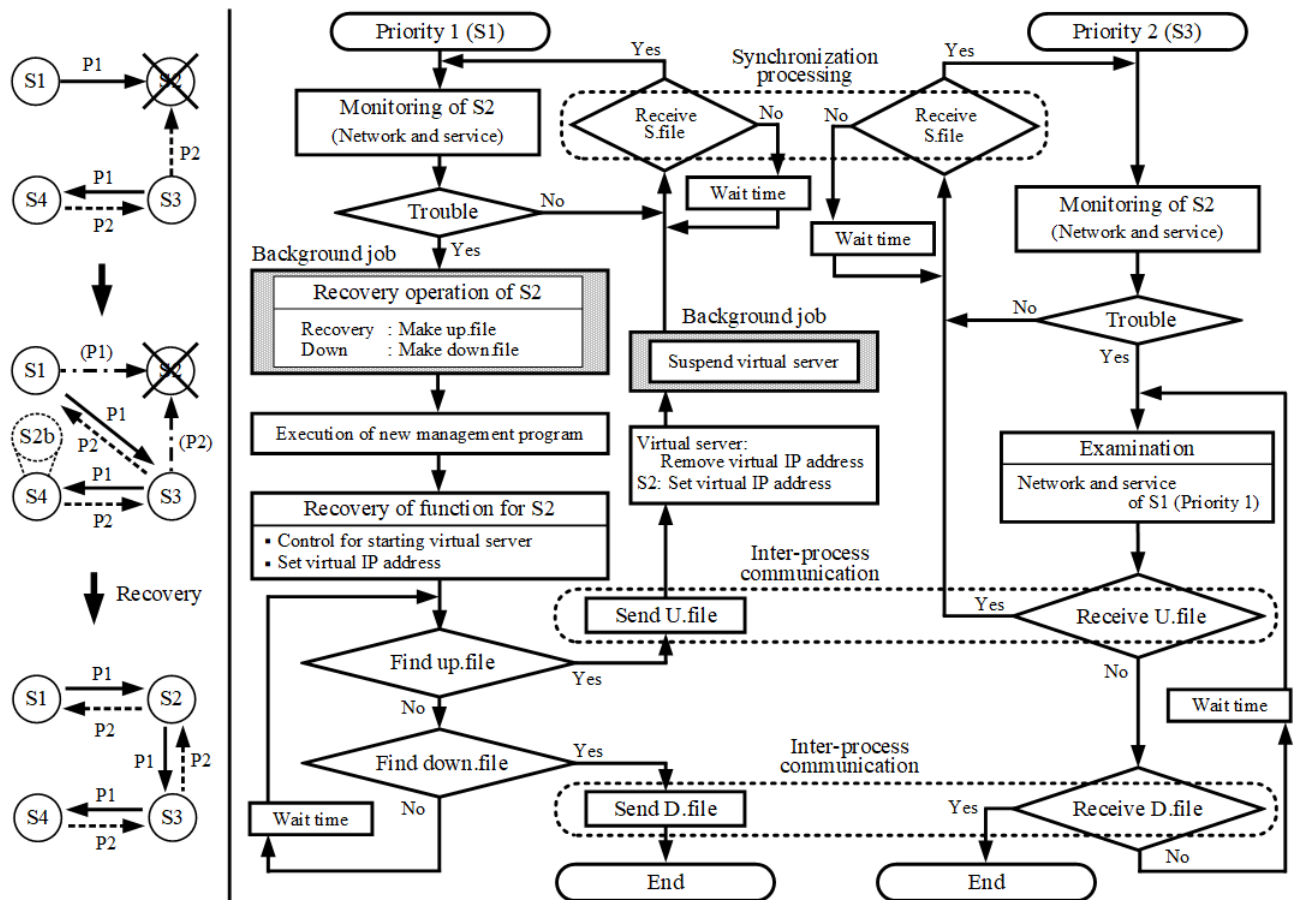 S1
P1
S2
P2
P1
S4
P2
S3
S1
(P1)
S2
P1
S2b
P2
(P2)
P1
S4
P2
S3
Recovery
P1
S1
S2
P2
P1
P2
P1
S4
P2
S3
Priority 1 (S1)
Monitoring of S2
(Network and service)
Trouble
No
Yes
Background job
Recovery operation of S2
Recovery : Make up.file
Down : Make down.file
Execution of new management program
Recovery of function for S2
▪ Control for starting virtual server
▪ Set virtual IP address
Find up.file
Yes
No
Find down.file
Yes
No
Wait time
Yes
Synchronization
processing
Receive
S.file
No
Wait time
Background job
Suspend virtual server
Virtual server:
Remove virtual IP address
S2: Set virtual IP address
Inter-process
communication
Send U.file
Inter-process
communication
Send D.file
End
Priority 2 (S3)
Yes
No
Receive
S.file
Wait time
Monitoring of S2
(Network and service)
No
Trouble
Yes
Examination
Network and service
of S1 (Priority 1)
Yes
Receive U.file
No
Wait time
Yes
Receive D.file
No
End